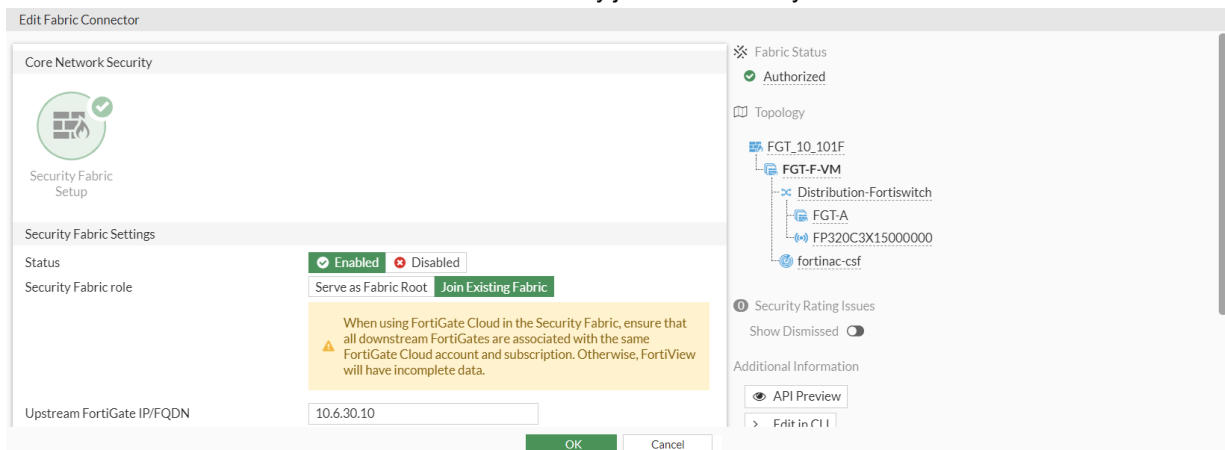 Edit Fabric Connector
Core Network Security
Security Fabric
Setup
Security Fabric Settings
Status
Enabled
Disabled
Security Fabric role
Serve as Fabric Root
Join Existing Fabric
When using FortiGate Cloud in the Security Fabric, ensure that
all downstream FortiGates are associated with the same
FortiGate Cloud account and subscription. Otherwise, FortiView
will have incomplete data.
Upstream FortiGate IP/FQDN
10.6.30.10
OK
Cancel
Fabric Status
Authorized
Topology
FGT_10_101F
FGT-F-VM
Distribution-Fortiswitch
FGT-A
FP320C3X15000000
fortinac-csf
0 Security Rating Issues
Show Dismissed
Additional Information
API Preview
>_ Edit in CLI